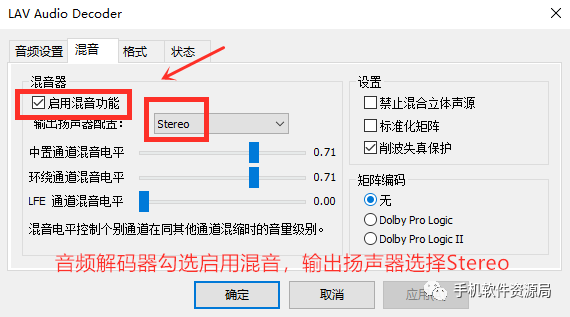 LAV Audio Decoder
音频设置 混音 格式 状态
混音器
启用混音功能
输出扬声器配置: Stereo
中置通道混音电平 0.71
环绕通道混音电平 0.71
LFE 通道混音电平 0.00
混音电平控制个别通道在同其他通道混缩时的音量级别。
设置
禁止混合立体声源
标准化矩阵
削波失真保护
矩阵编码
无
Dolby Pro Logic
Dolby Pro Logic II
音频解码器勾选启用混音，输出扬声器选择Stereo
确定 取消 应用
手机软件资源局